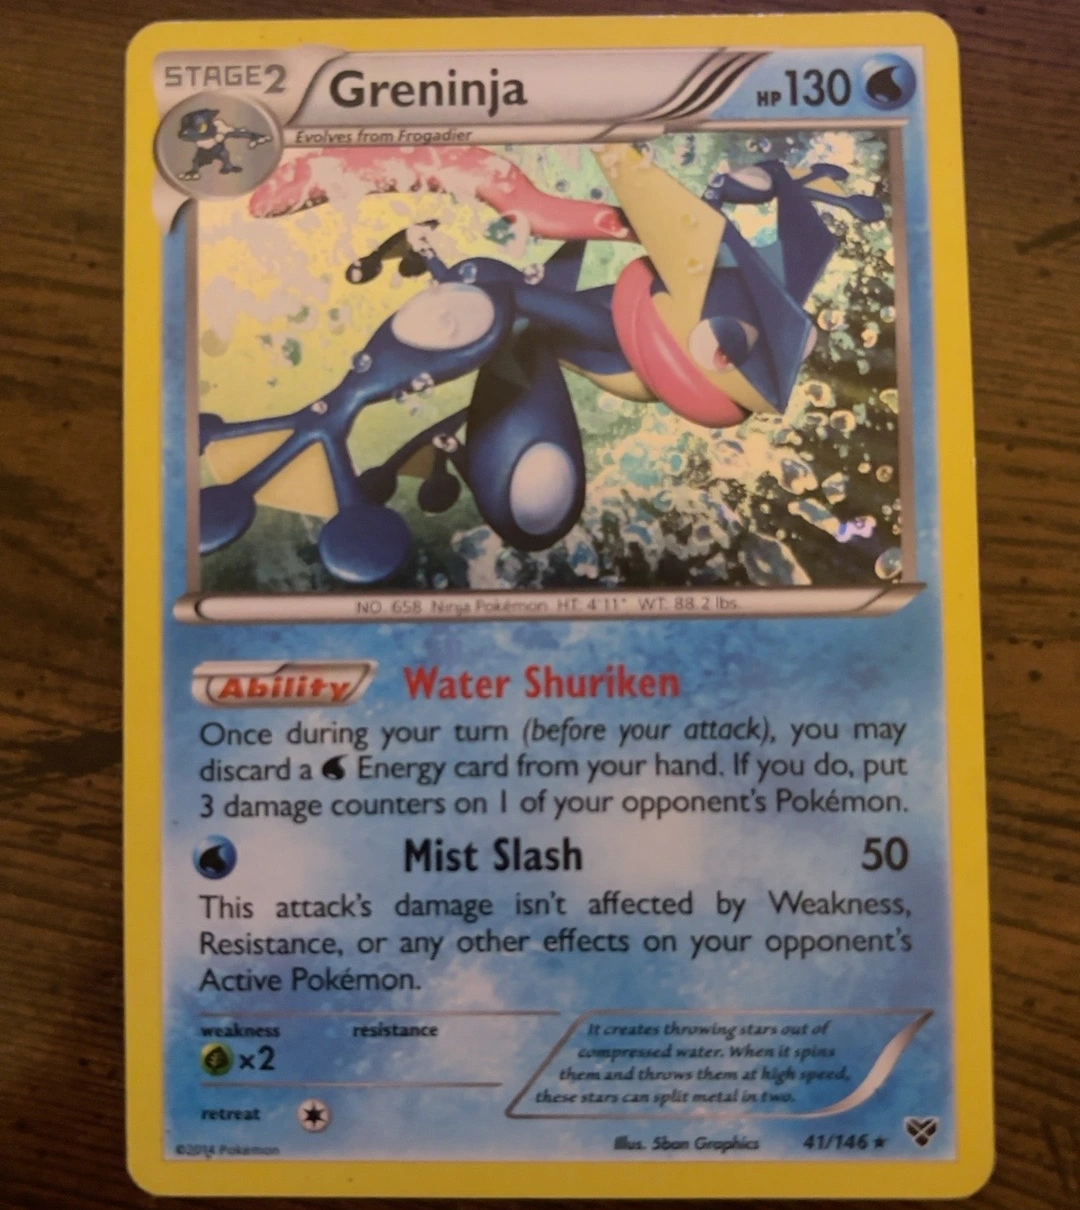 STAGE2 Greninja HP 130
Evolves from Frogadier
NO. 658 Ninja Pokémon HT: 4'11" WT: 88.2 lbs.
Ability Water Shuriken
Once during your turn (before your attack), you may
discard a Energy card from your hand. If you do, put
3 damage counters on 1 of your opponent's Pokémon.
Mist Slash 50
This attack's damage isn't affected by Weakness,
Resistance, or any other effects on your opponent's
Active Pokémon.
weakness resistance
×2
retreat
It creates throwing stars out of
compressed water. When it spins
them and throws them at high speed,
these stars can split metal in two.
©2014 Pokémon
Illus. 5ban Graphics 41/146 ★